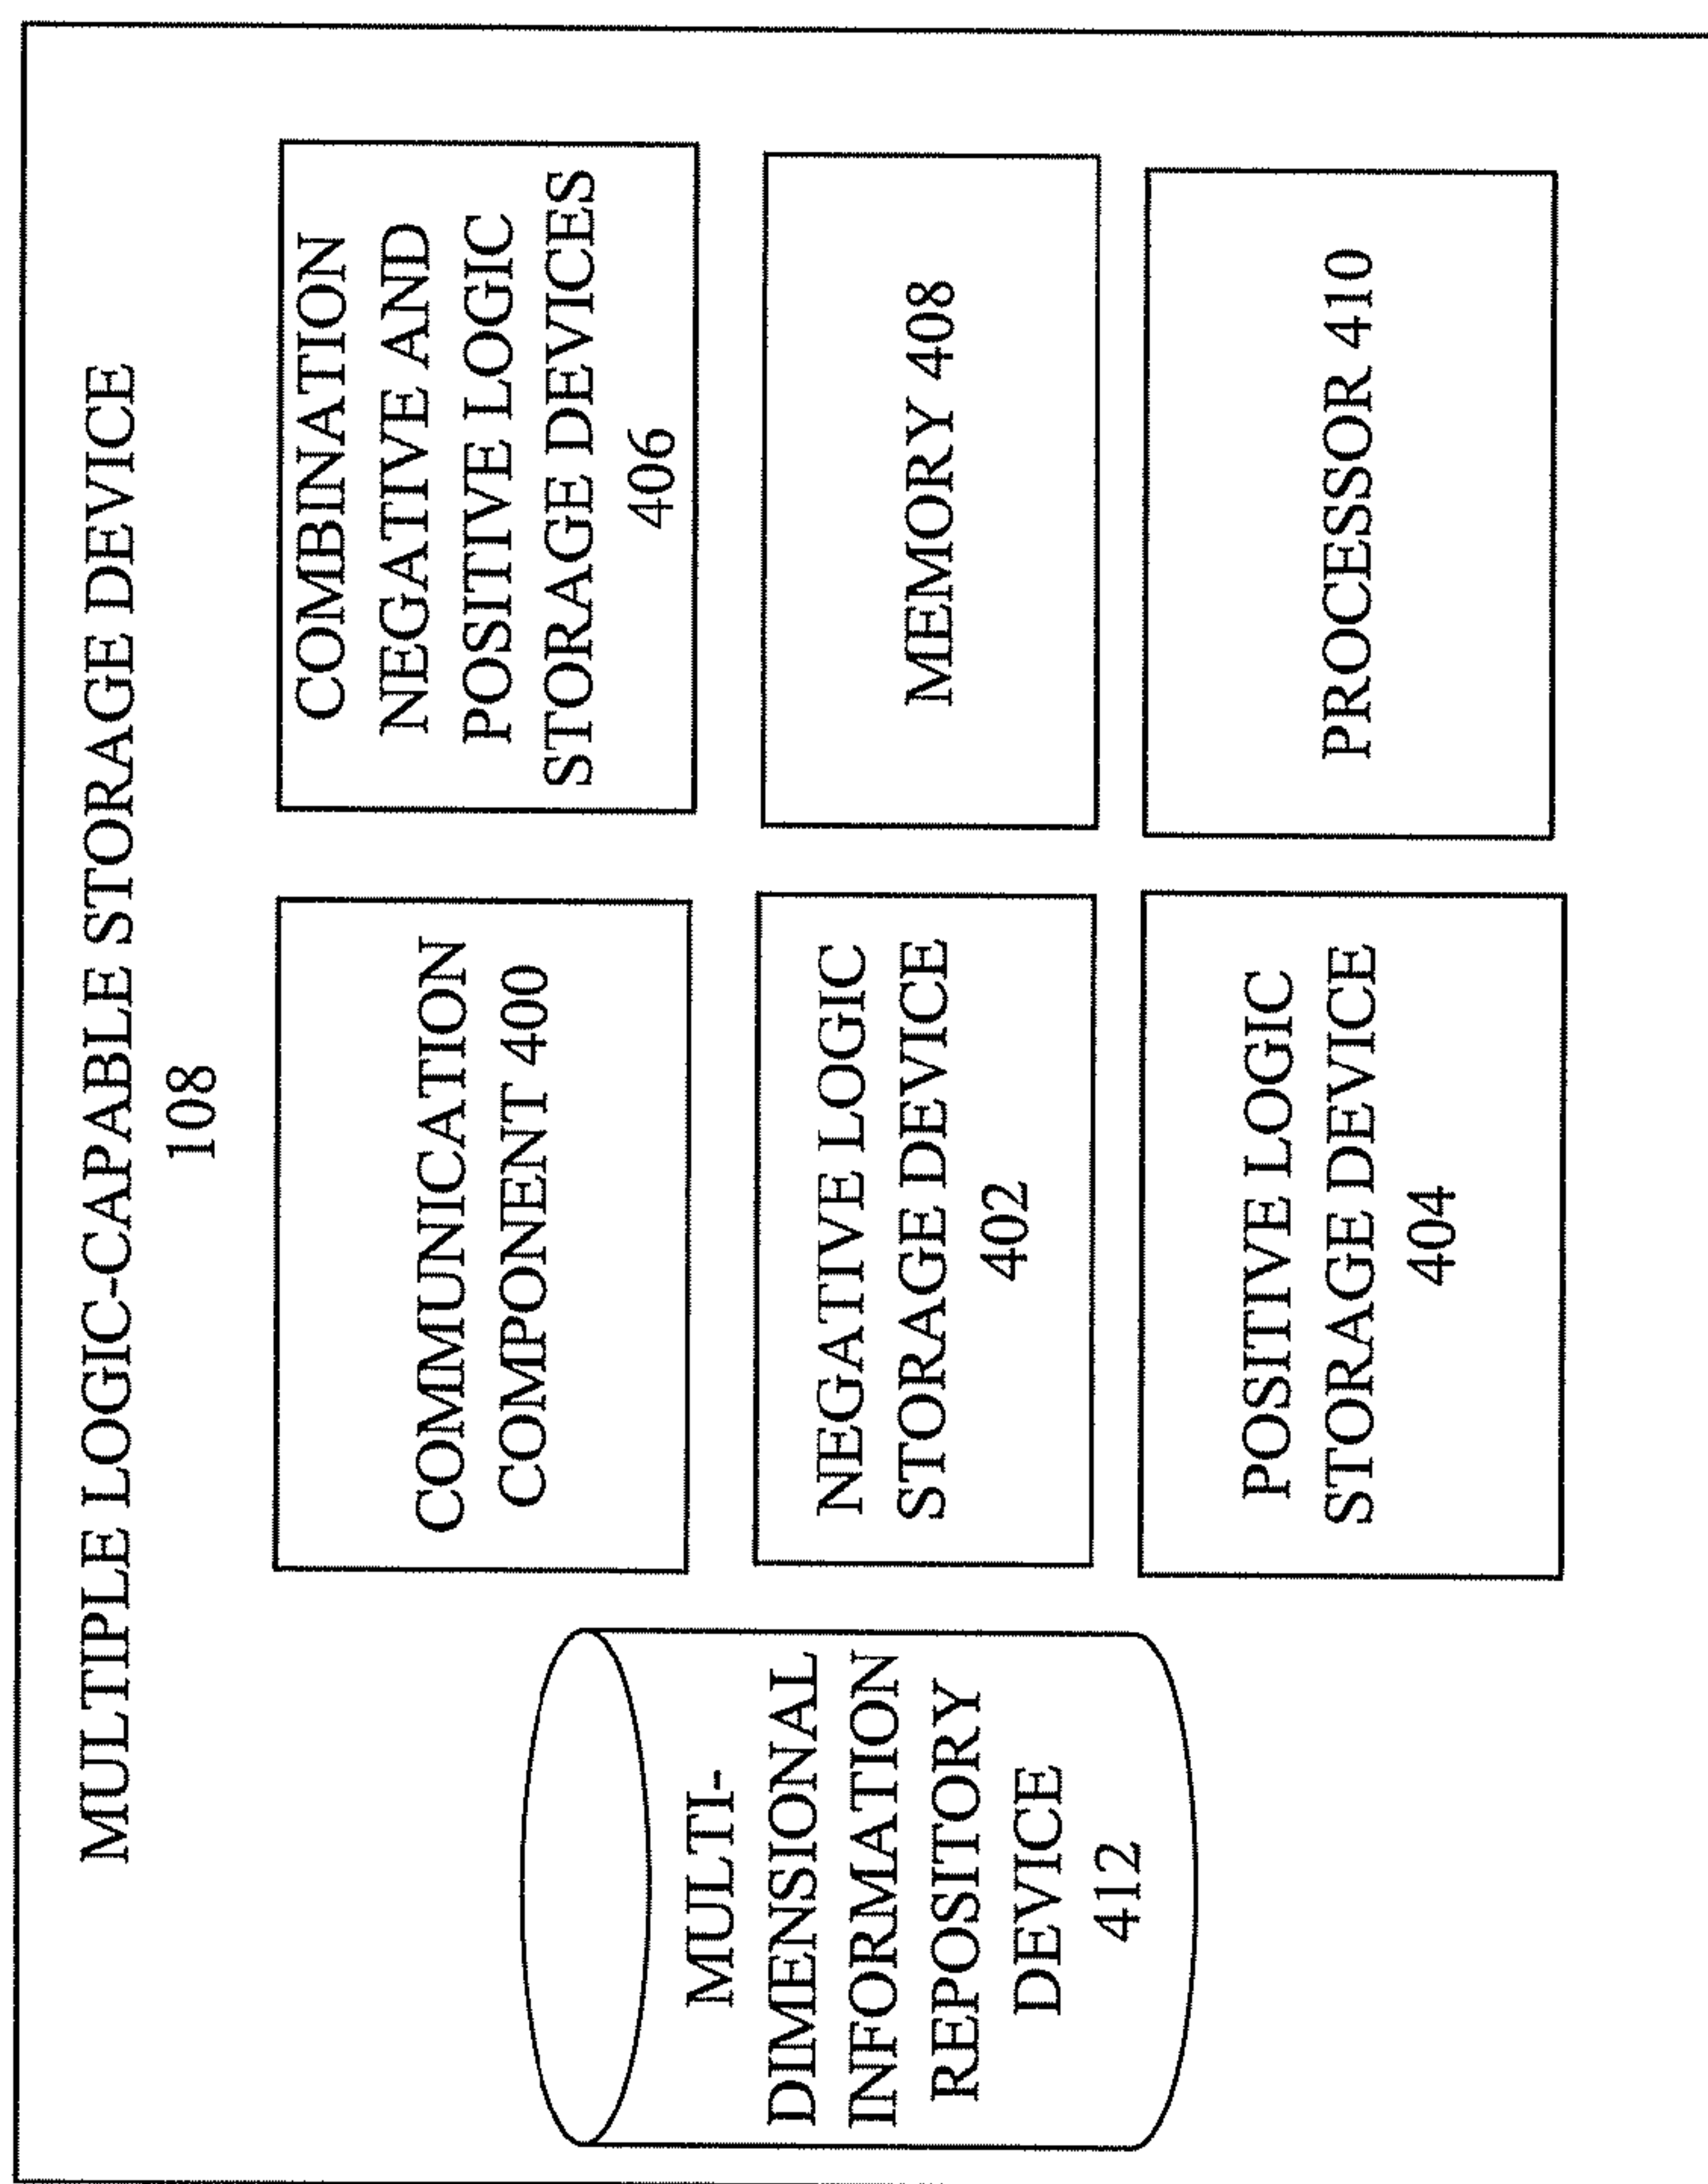 MULTIPLE LOGIC-CAPABLE STORAGE DEVICE
108
MULTI-
DIMENSIONAL
INFORMATION
REPOSITORY
DEVICE
412
COMMUNICATION
COMPONENT 400
NEGATIVE LOGIC
STORAGE DEVICE
402
POSITIVE LOGIC
STORAGE DEVICE
404
COMBINATION
NEGATIVE AND
POSITIVE LOGIC
STORAGE DEVICES
406
MEMORY 408
PROCESSOR 410